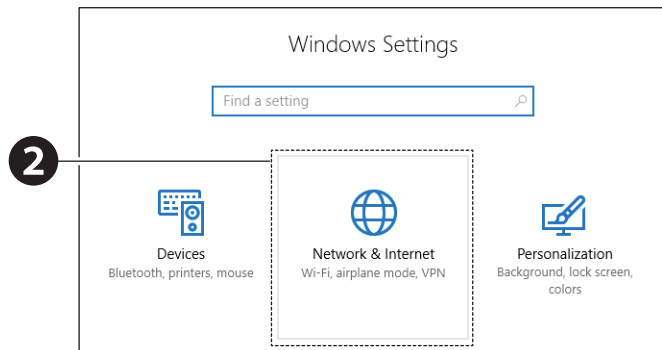 Windows Settings
Find a setting
2
Devices
Bluetooth, printers, mouse
Network & Internet
Wi-Fi, airplane mode, VPN
Personalization
Background, lock screen,
colors